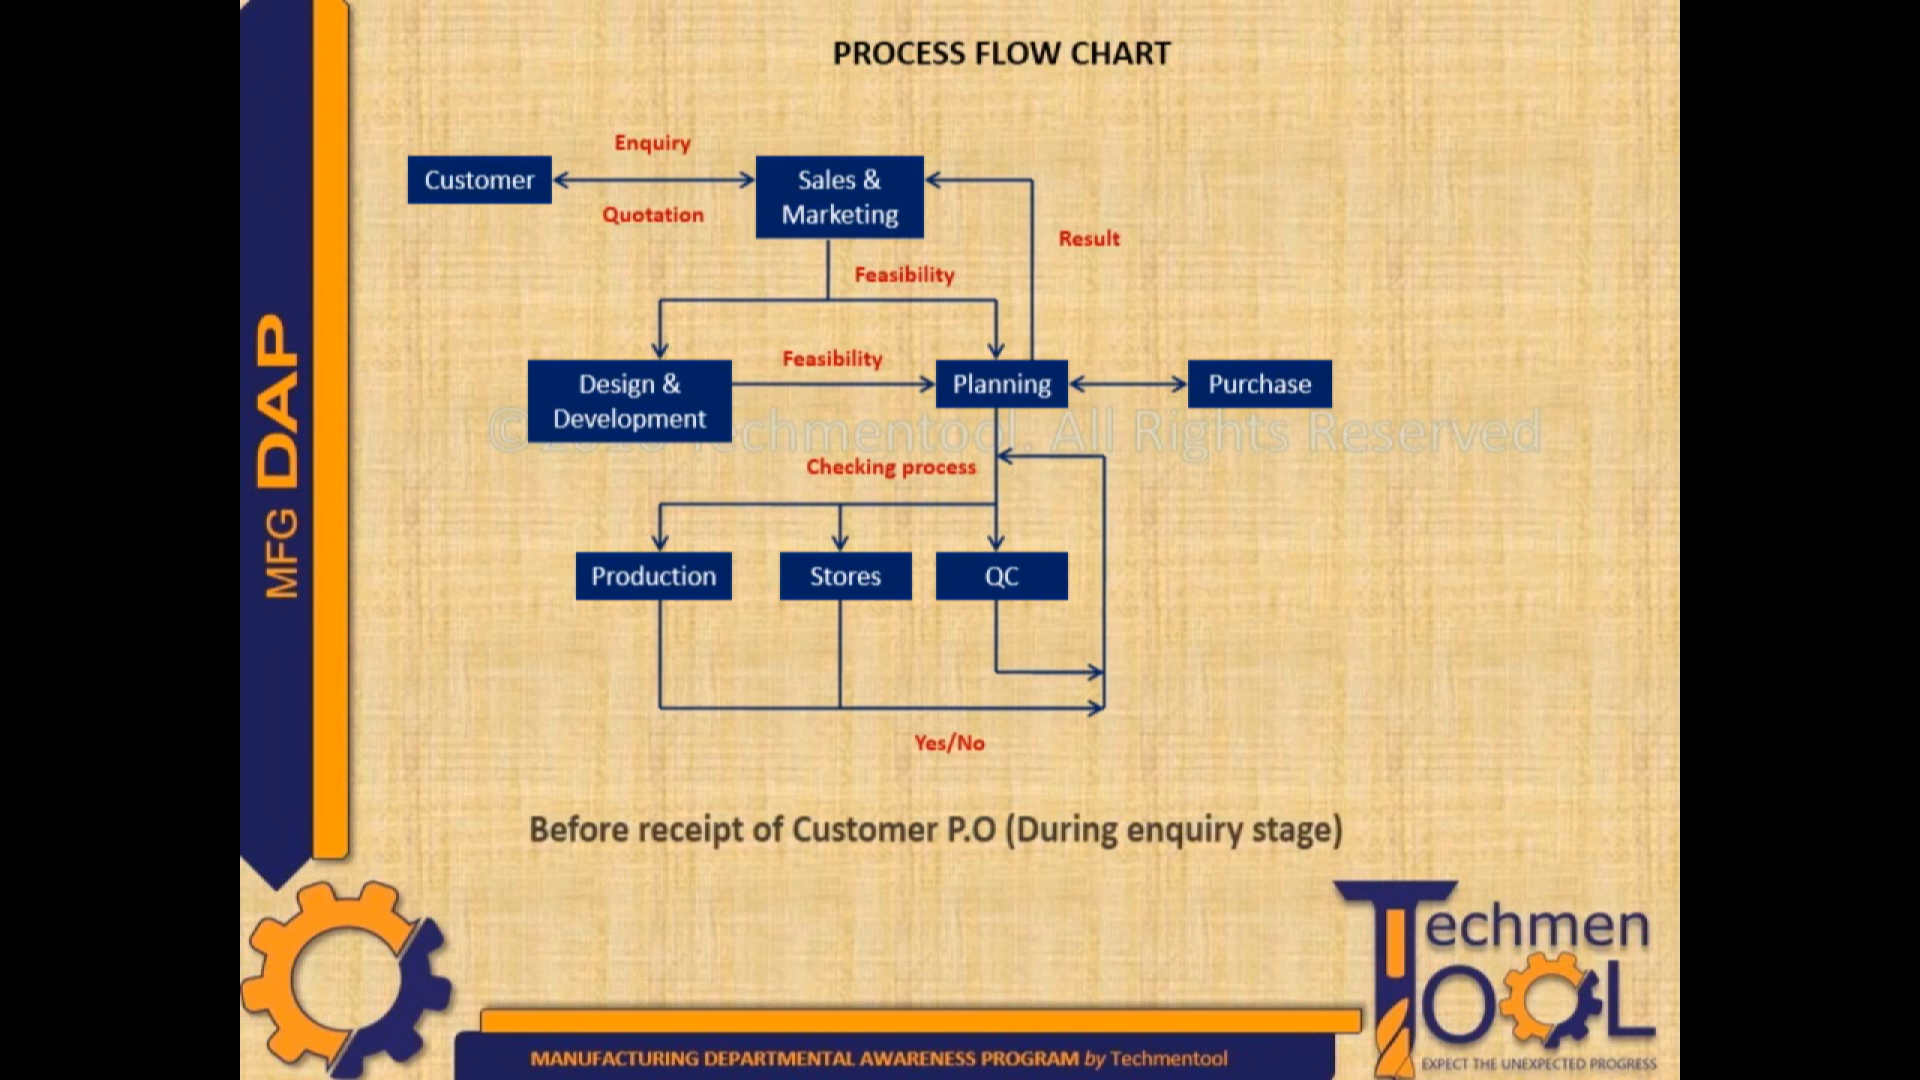 PROCESS FLOW CHART
Enquiry
Customer
Sales &
Marketing
Quotation
Result
Feasibility
Feasibility
Design &
Development
Planning
Purchase
© 2020 Techmentool. All Rights Reserved
Checking process
Production
Stores
QC
Yes/No
Before receipt of Customer P.O (During enquiry stage)
MFG DAP
Techmen
TOOL
EXPECT THE UNEXPECTED PROGRESS
MANUFACTURING DEPARTMENTAL AWARENESS PROGRAM by Techmentool